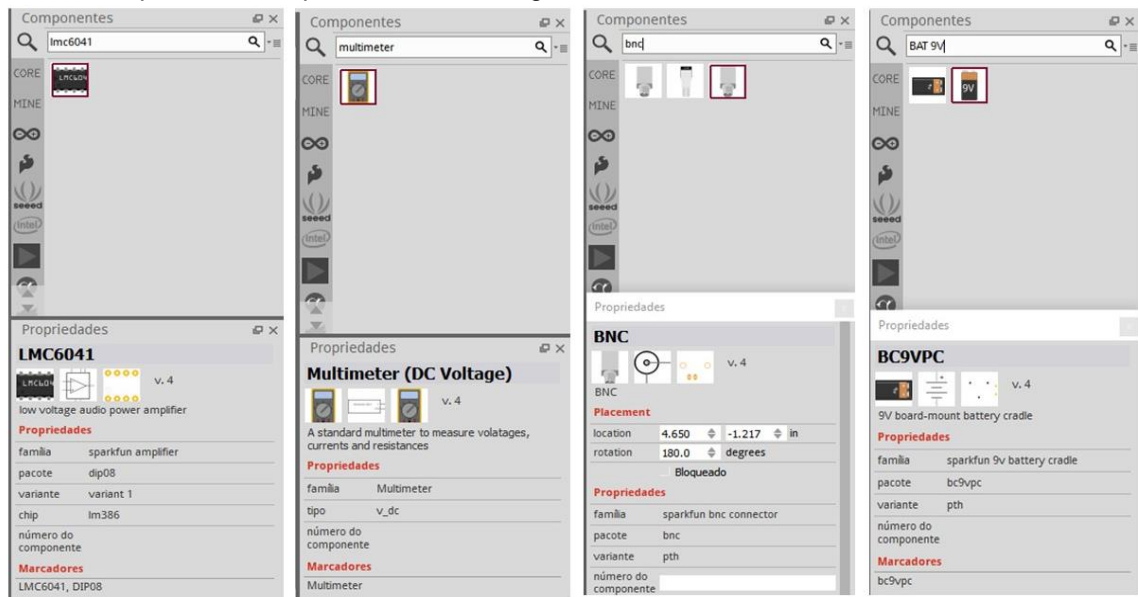 Componentes
lmc6041
CORE
MINE
seeed
intel
Propriedades
LMC6041
LMC604
v. 4
low voltage audio power amplifier
Propriedades
família sparkfun amplifier
pacote dip08
variante variant 1
chip lm386
número do
componente
Marcadores
LMC6041, DIP08
Componentes
multimeter
CORE
MINE
seeed
intel
Propriedades
Multimeter (DC Voltage)
v. 4
A standard multimeter to measure volatages,
currents and resistances
Propriedades
família Multimeter
tipo v_dc
número do
componente
Marcadores
Multimeter
Componentes
bnc
CORE
MINE
seeed
intel
Propriedades
BNC
v. 4
BNC
Placement
location 4.650 -1.217 in
rotation 180.0 degrees
Bloqueado
Propriedades
família sparkfun bnc connector
pacote bnc
variante pth
número do
componente
Componentes
BAT 9V
9V
CORE
MINE
seeed
intel
Propriedades
BC9VPC
v. 4
9V board-mount battery cradle
Propriedades
família sparkfun 9v battery cradle
pacote bc9vpc
variante pth
número do
componente
Marcadores
bc9vpc